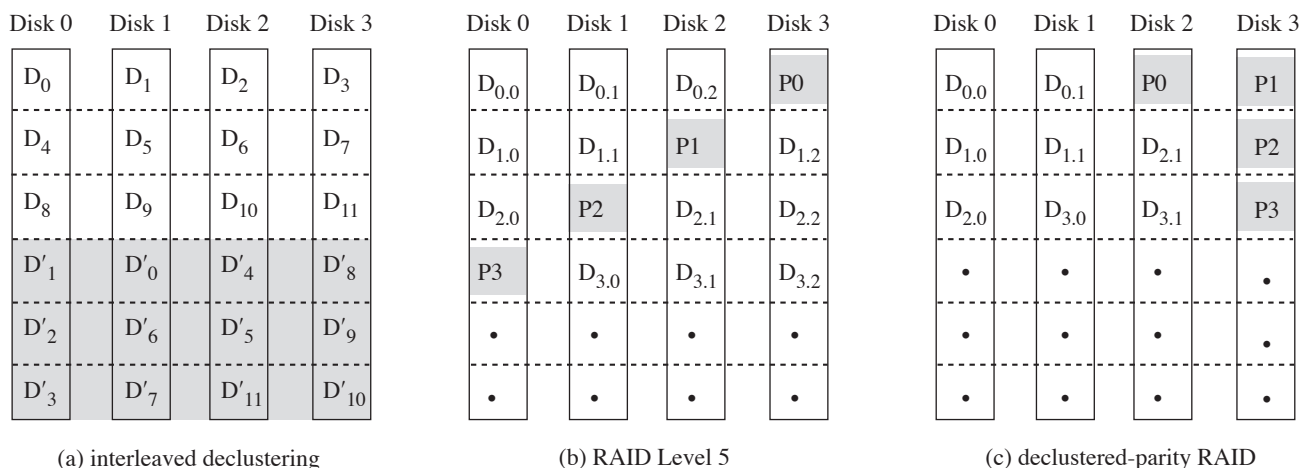 Disk 0 Disk 1 Disk 2 Disk 3
D0 D1 D2 D3
D4 D5 D6 D7
D8 D9 D10 D11
D′1 D′0 D′4 D′8
D′2 D′6 D′5 D′9
D′3 D′7 D′11 D′10
(a) interleaved declustering
Disk 0 Disk 1 Disk 2 Disk 3
D0.0 D0.1 D0.2 P0
D1.0 D1.1 P1 D1.2
D2.0 P2 D2.1 D2.2
P3 D3.0 D3.1 D3.2
• • • •
• • • •
(b) RAID Level 5
Disk 0 Disk 1 Disk 2 Disk 3
D0.0 D0.1 P0 P1
D1.0 D1.1 D2.1 P2
D2.0 D3.0 D3.1 P3
• • • •
• • • •
• • • •
(c) declustered-parity RAID